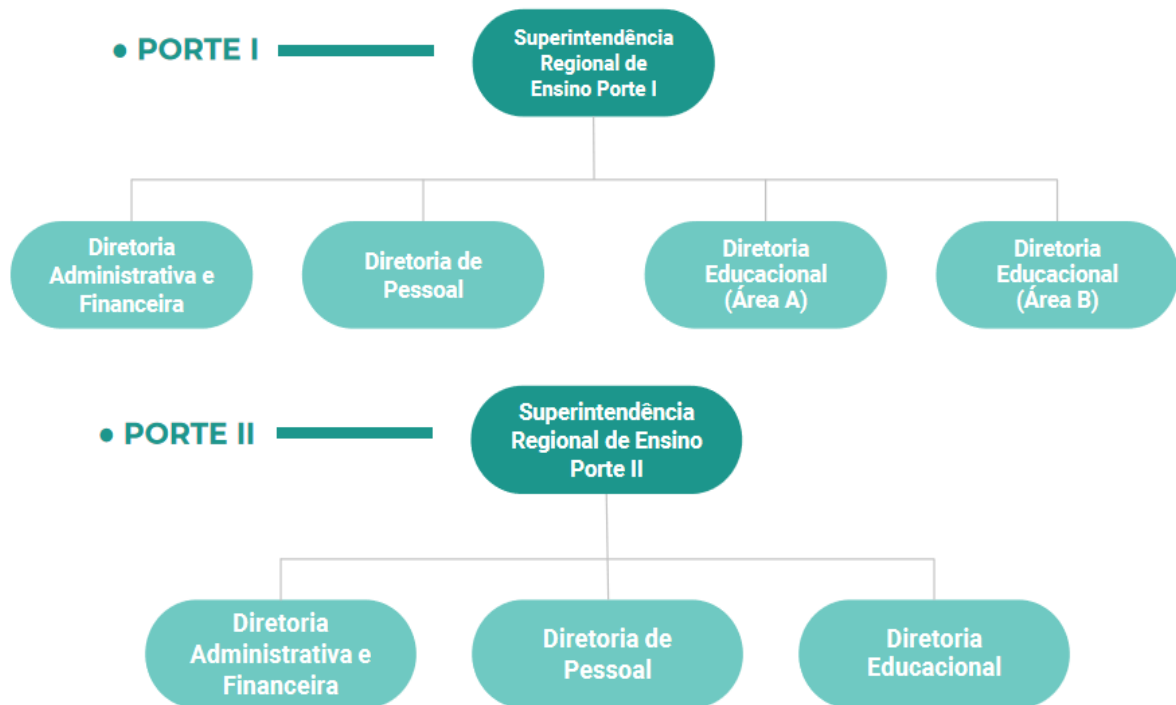 • PORTE I
Superintendência
Regional de
Ensino Porte I
Diretoria
Administrativa e
Financeira
Diretoria de
Pessoal
Diretoria
Educacional
(Área A)
Diretoria
Educacional
(Área B)
• PORTE II
Superintendência
Regional de Ensino
Porte II
Diretoria
Administrativa e
Financeira
Diretoria de
Pessoal
Diretoria
Educacional